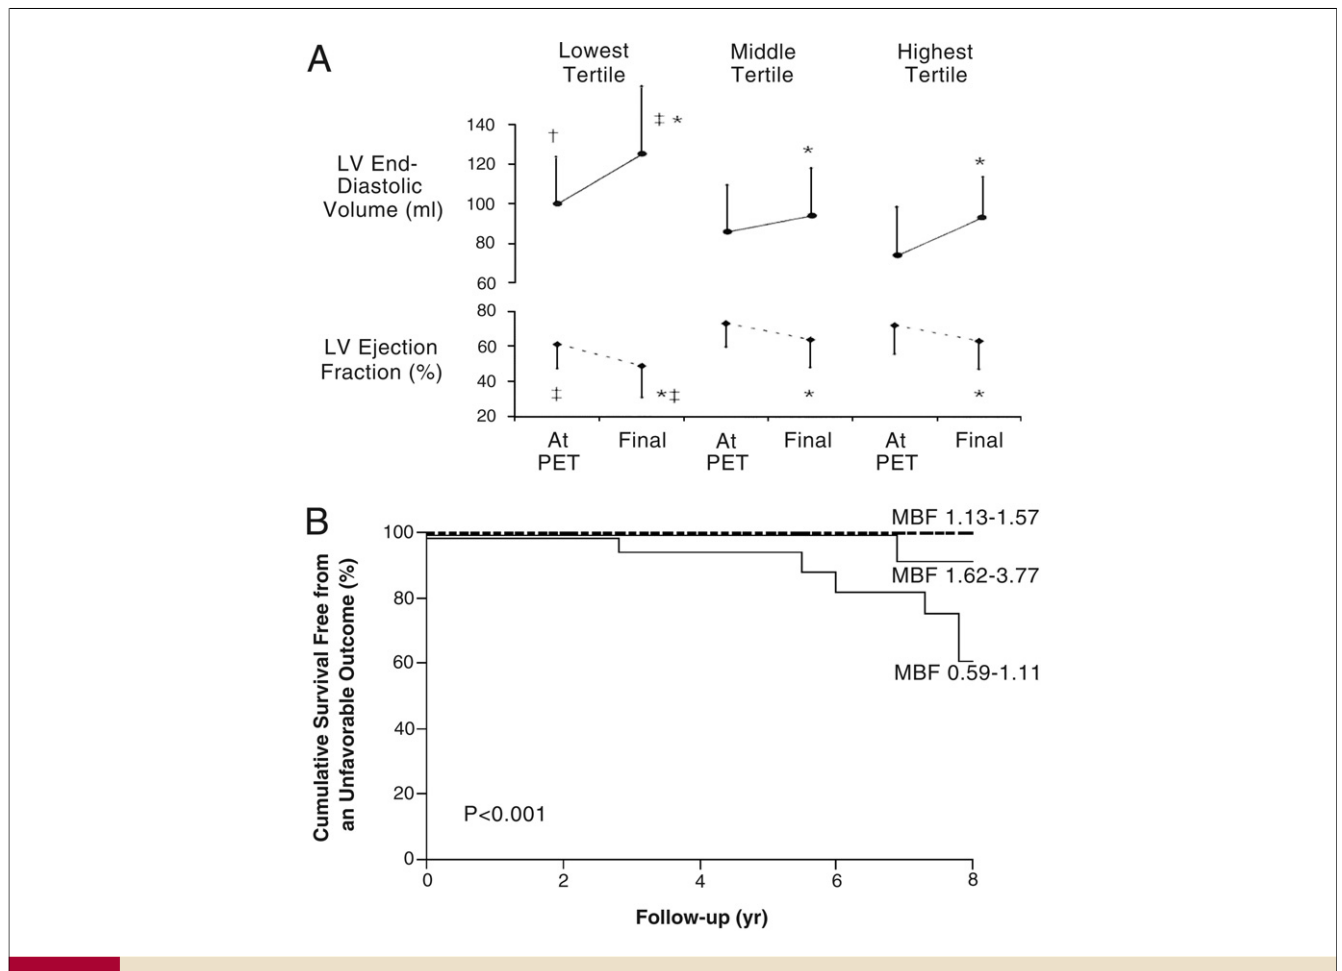 A
Lowest
Tertile
Middle
Tertile
Highest
Tertile
LV End-
Diastolic
Volume (ml)
140
120
100
80
60
†
‡ *
*
*
LV Ejection
Fraction (%)
80
60
40
20
‡
*‡
*
*
At
PET
Final
At
PET
Final
At
PET
Final
B
Cumulative Survival Free from
an Unfavorable Outcome (%)
100
80
60
40
20
0
MBF 1.13-1.57
MBF 1.62-3.77
MBF 0.59-1.11
P<0.001
0 2 4 6 8
Follow-up (yr)